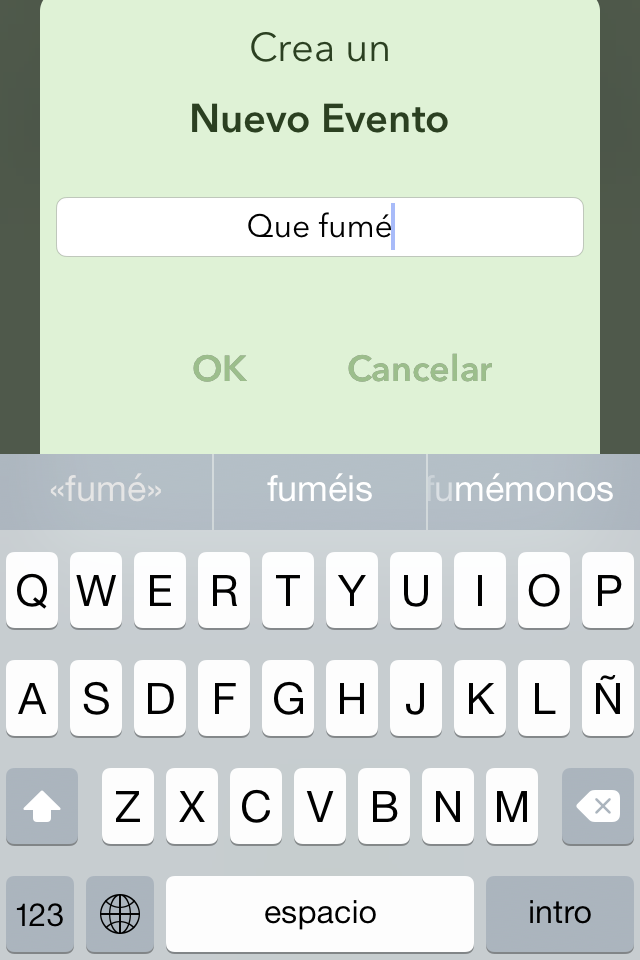 Crea un
Nuevo Evento
Que fumé
OK Cancelar
«fumé» fuméis fumémonos
Q W E R T Y U I O P
A S D F G H J K L Ñ
Z X C V B N M
123 espacio intro